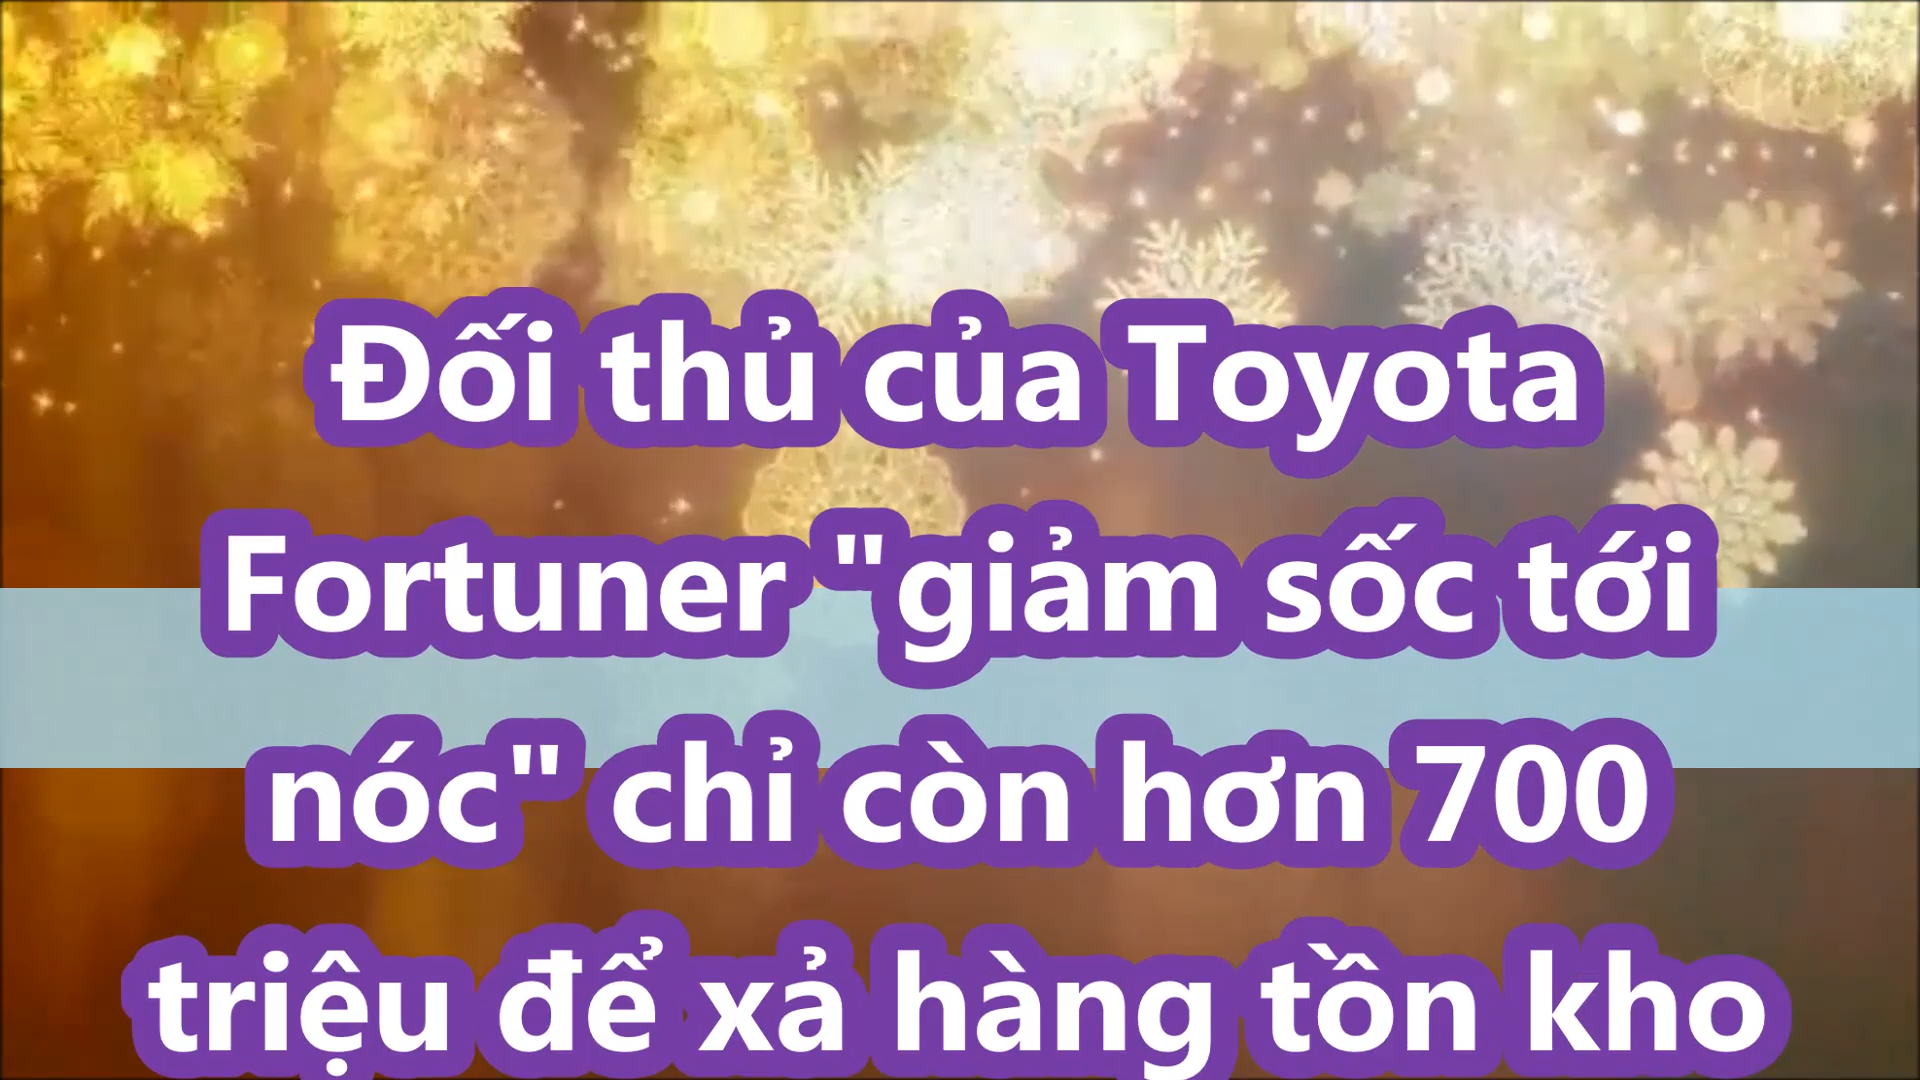 Đối thủ của Toyota
Fortuner "giảm sốc tới
nóc" chỉ còn hơn 700
triệu để xả hàng tồn kho